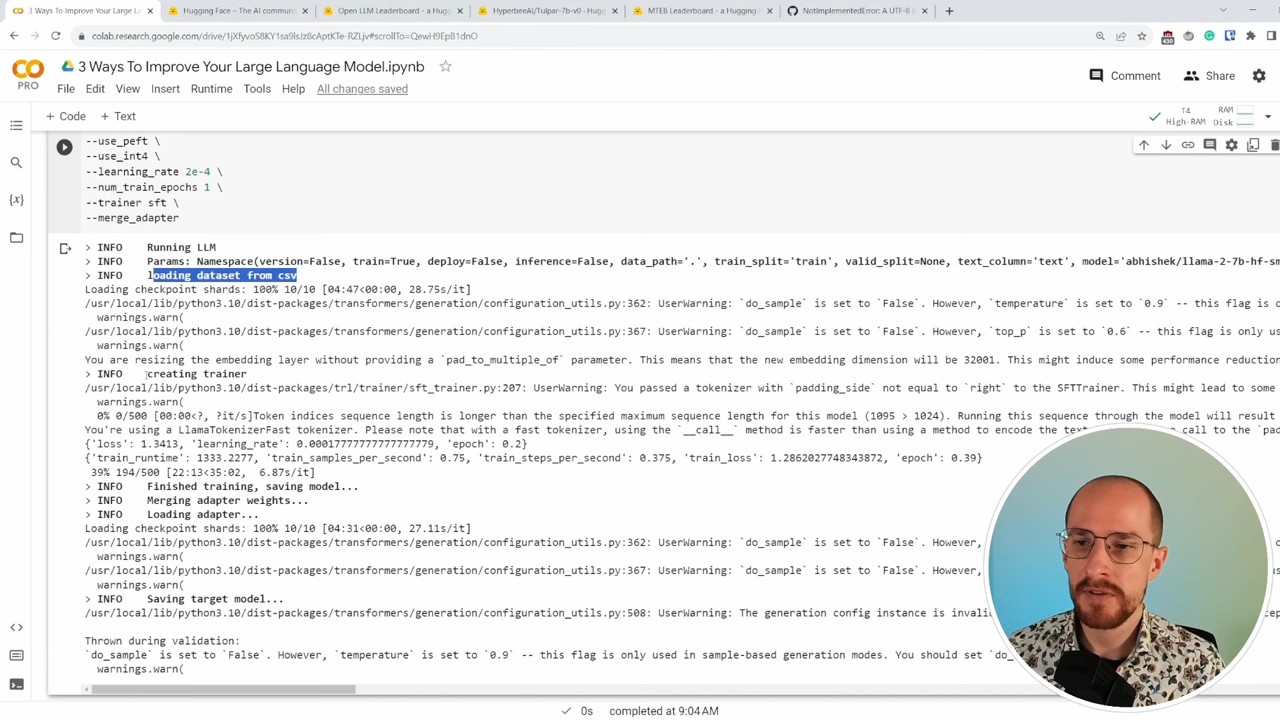 3 Ways To Improve Your Large La
Hugging Face – The AI communi
Open LLM Leaderboard - a Hugg
HyperbeeAI/Tulpar-7b-v0 · Hugg
MTEB Leaderboard - a Hugging
NotImplementedError: A UTF-8 l
colab.research.google.com/drive/1jXfyvoS8KY1sa9lsJz8cAptKTe-RZLjv#scrollTo=QewH9EpB1dnO
430
CO
PRO
3 Ways To Improve Your Large Language Model.ipynb
Comment
Share
File Edit View Insert Runtime Tools Help All changes saved
+ Code + Text
T4
High-RAM
RAM
Disk
--use_peft \
--use_int4 \
--learning_rate 2e-4 \
--num_train_epochs 1 \
--trainer sft \
--merge_adapter
> INFO Running LLM
> INFO Params: Namespace(version=False, train=True, deploy=False, inference=False, data_path='.', train_split='train', valid_split=None, text_column='text', model='abhishek/llama-2-7b-hf-sm
> INFO loading dataset from csv
Loading checkpoint shards: 100% 10/10 [04:47<00:00, 28.75s/it]
/usr/local/lib/python3.10/dist-packages/transformers/generation/configuration_utils.py:362: UserWarning: `do_sample` is set to `False`. However, `temperature` is set to `0.9` -- this flag is o
warnings.warn(
/usr/local/lib/python3.10/dist-packages/transformers/generation/configuration_utils.py:367: UserWarning: `do_sample` is set to `False`. However, `top_p` is set to `0.6` -- this flag is only us
warnings.warn(
You are resizing the embedding layer without providing a `pad_to_multiple_of` parameter. This means that the new embedding dimension will be 32001. This might induce some performance reduction
> INFO creating trainer
/usr/local/lib/python3.10/dist-packages/trl/trainer/sft_trainer.py:207: UserWarning: You passed a tokenizer with `padding_side` not equal to `right` to the SFTTrainer. This might lead to some
warnings.warn(
0% 0/500 [00:00<?, ?it/s]Token indices sequence length is longer than the specified maximum sequence length for this model (1095 > 1024). Running this sequence through the model will result
You're using a LlamaTokenizerFast tokenizer. Please note that with a fast tokenizer, using the `__call__` method is faster than using a method to encode the text call to the `pad
{'loss': 1.3413, 'learning_rate': 0.00017777777777777779, 'epoch': 0.2}
{'train_runtime': 1333.2277, 'train_samples_per_second': 0.75, 'train_steps_per_second': 0.375, 'train_loss': 1.2862027748343872, 'epoch': 0.39}
39% 194/500 [22:13<35:02, 6.87s/it]
> INFO Finished training, saving model...
> INFO Merging adapter weights...
> INFO Loading adapter...
Loading checkpoint shards: 100% 10/10 [04:31<00:00, 27.11s/it]
/usr/local/lib/python3.10/dist-packages/transformers/generation/configuration_utils.py:362: UserWarning: `do_sample` is set to `False`. However,
warnings.warn(
/usr/local/lib/python3.10/dist-packages/transformers/generation/configuration_utils.py:367: UserWarning: `do_sample` is set to `False`. However,
warnings.warn(
> INFO Saving target model...
/usr/local/lib/python3.10/dist-packages/transformers/generation/configuration_utils.py:508: UserWarning: The generation config instance is invali
Thrown during validation:
`do_sample` is set to `False`. However, `temperature` is set to `0.9` -- this flag is only used in sample-based generation modes. You should set `do_
warnings.warn(
0s completed at 9:04 AM